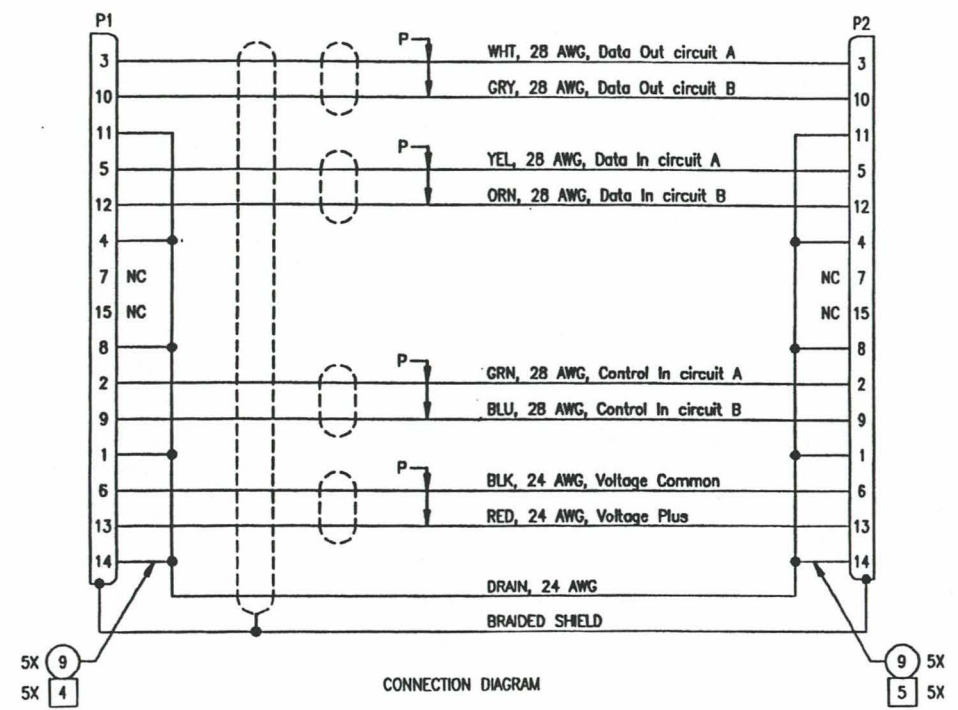 P1 P2
3 P WHT, 28 AWG, Data Out circuit A 3
10 GRY, 28 AWG, Data Out circuit B 10
11 11
5 P YEL, 28 AWG, Data In circuit A 5
12 ORN, 28 AWG, Data In circuit B 12
4 4
7 NC NC 7
15 NC NC 15
8 8
2 P GRN, 28 AWG, Control In circuit A 2
9 BLU, 28 AWG, Control In circuit B 9
1 1
6 P BLK, 24 AWG, Voltage Common 6
13 RED, 24 AWG, Voltage Plus 13
14 14
DRAIN, 24 AWG
BRAIDED SHIELD
5X 9 9 5X
5X 4 CONNECTION DIAGRAM 5 5X